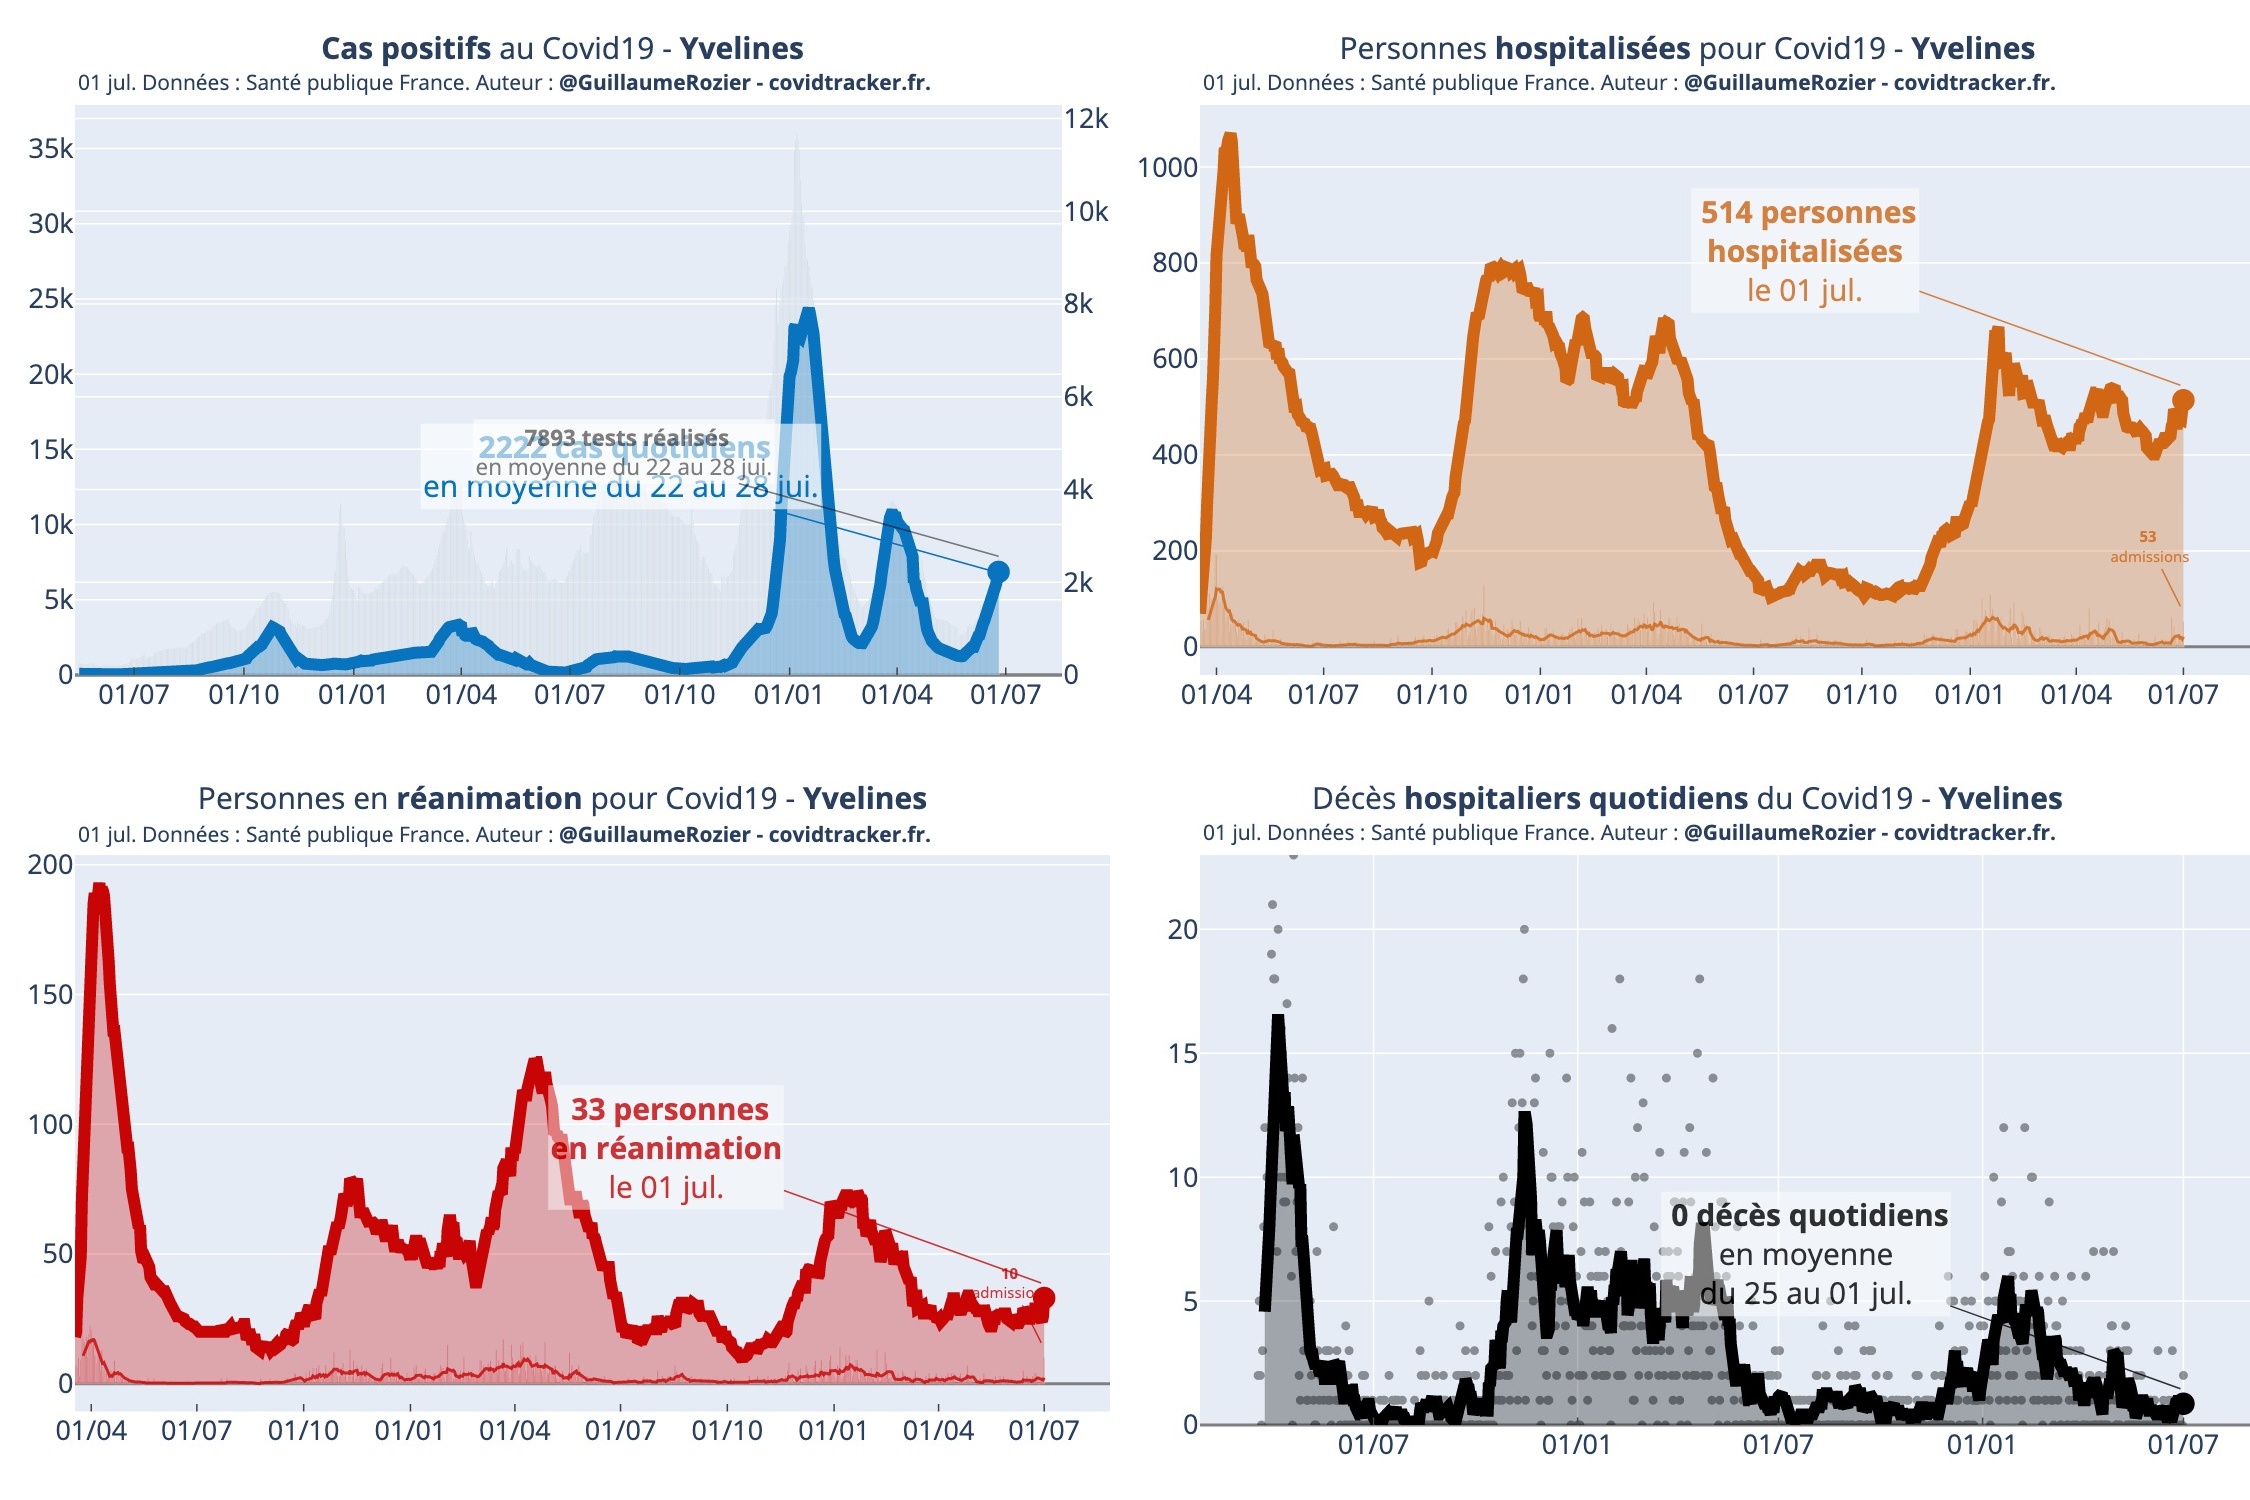 Cas positifs au Covid19 - Yvelines
01 jul. Données : Santé publique France. Auteur : @GuillaumeRozier - covidtracker.fr.
35k
30k
25k
20k
15k
10k
5k
0
12k
10k
8k
6k
4k
2k
0
7893 tests réalisés
en moyenne du 22 au 28 jui.
2222 cas quotidiens
en moyenne du 22 au 28 jui.
01/07 01/10 01/01 01/04 01/07 01/10 01/01 01/04 01/07
Personnes hospitalisées pour Covid19 - Yvelines
01 jul. Données : Santé publique France. Auteur : @GuillaumeRozier - covidtracker.fr.
1000
800
600
400
200
0
514 personnes
hospitalisées
le 01 jul.
53
admissions
01/04 01/07 01/10 01/01 01/04 01/07 01/10 01/01 01/04 01/07
Personnes en réanimation pour Covid19 - Yvelines
01 jul. Données : Santé publique France. Auteur : @GuillaumeRozier - covidtracker.fr.
200
150
100
50
0
33 personnes
en réanimation
le 01 jul.
10
admissio
01/04 01/07 01/10 01/01 01/04 01/07 01/10 01/01 01/04 01/07
Décès hospitaliers quotidiens du Covid19 - Yvelines
01 jul. Données : Santé publique France. Auteur : @GuillaumeRozier - covidtracker.fr.
20
15
10
5
0
0 décès quotidiens
en moyenne
du 25 au 01 jul.
01/07 01/01 01/07 01/01 01/07